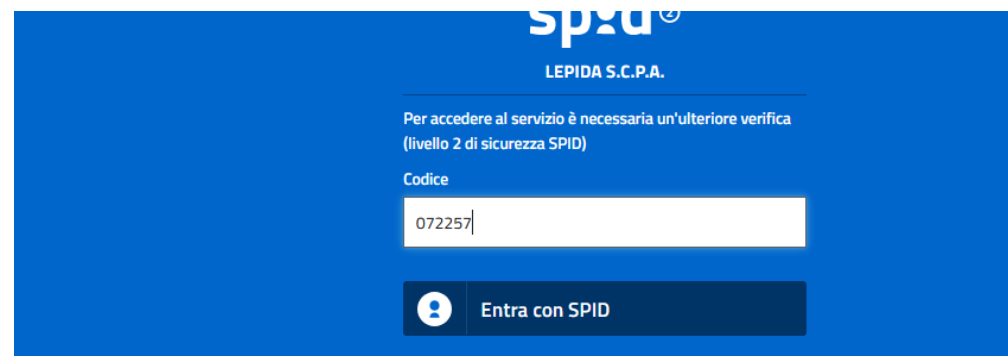 spid 2
LEPIDA S.C.P.A.
Per accedere al servizio è necessaria un'ulteriore verifica
(livello 2 di sicurezza SPID)
Codice
072257
Entra con SPID